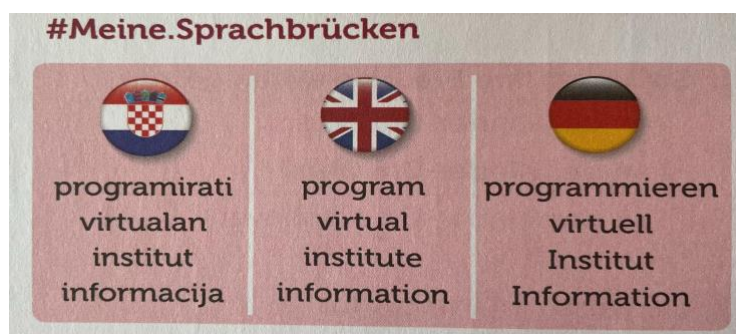 #Meine.Sprachbrücken
programirati
virtualan
institut
informacija
program
virtual
institute
information
programmieren
virtuell
Institut
Information